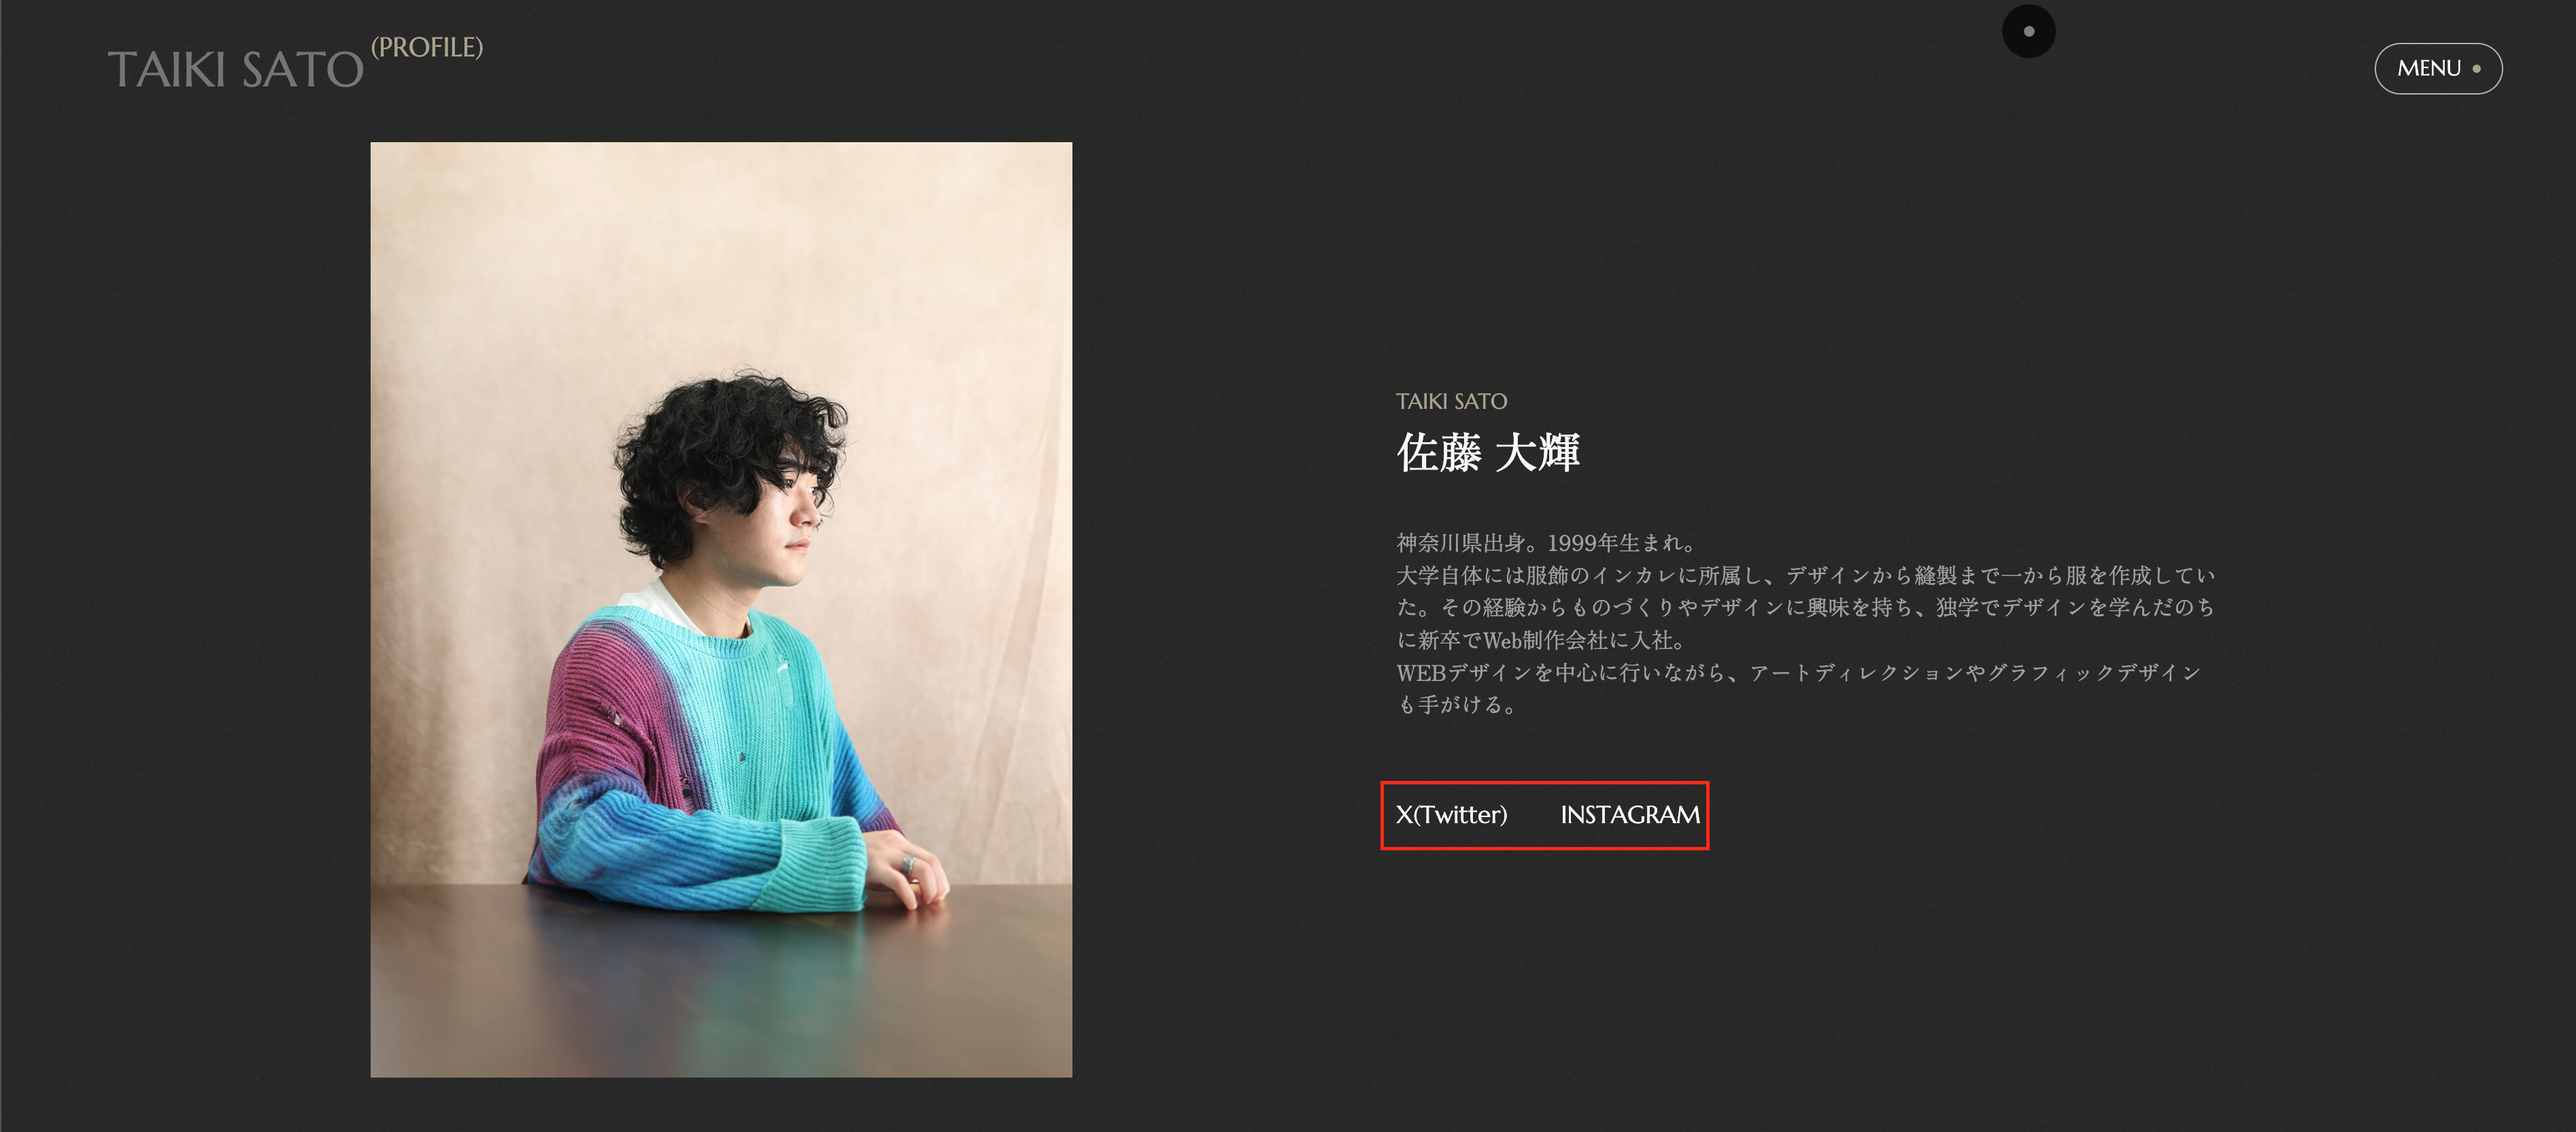 TAIKI SATO (PROFILE)
MENU
TAIKI SATO
佐藤 大輝
神奈川県出身。1999年生まれ。
大学自体には服飾のインカレに所属し、デザインから縫製まで一から服を作成してい
た。その経験からものづくりやデザインに興味を持ち、独学でデザインを学んだのち
に新卒でWeb制作会社に入社。
WEBデザインを中心に行いながら、アートディレクションやグラフィックデザイン
も手がける。
X(Twitter) INSTAGRAM